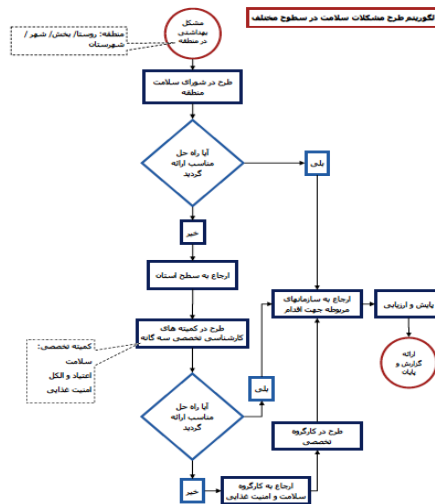 الگوریتم طرح مشکلات سلامت در سطوح مختلف
مشکل
بهداشتی
در منطقه
منطقه: روستا/ بخش/ شهر /
شهرستان
طرح در شورای سلامت
منطقه
آیا راه حل
مناسب ارائه
گردید
بلی
خیر
ارجاع به سطح استان
ارجاع به سازمانهای
مربوطه جهت اقدام
پایش و ارزیابی
طرح در کمیته های
کارشناسی تخصصی سه گانه
کمیته تخصصی:
سلامت
اعتیاد و الکل
امنیت غذایی
ارائه
گزارش و
پایان
بلی
آیا راه حل
مناسب ارائه
گردید
طرح در کارگروه
تخصصی
خیر
ارجاع به کارگروه
سلامت و امنیت غذایی